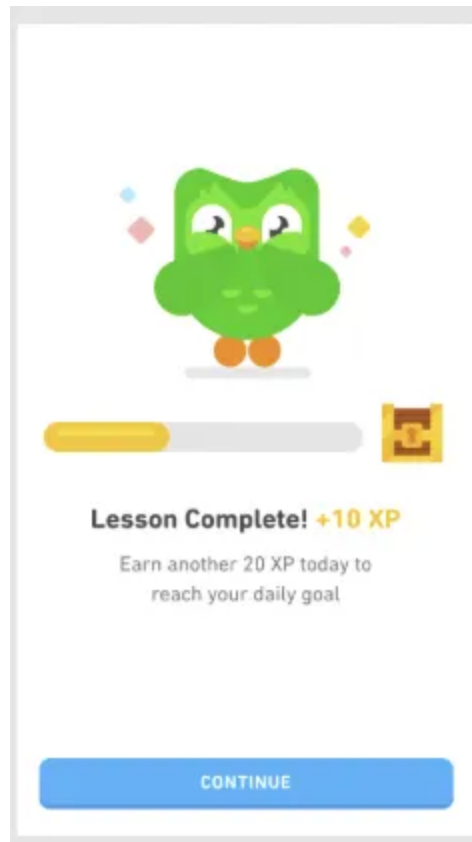 Lesson Complete! +10 XP
Earn another 20 XP today to
reach your daily goal
CONTINUE